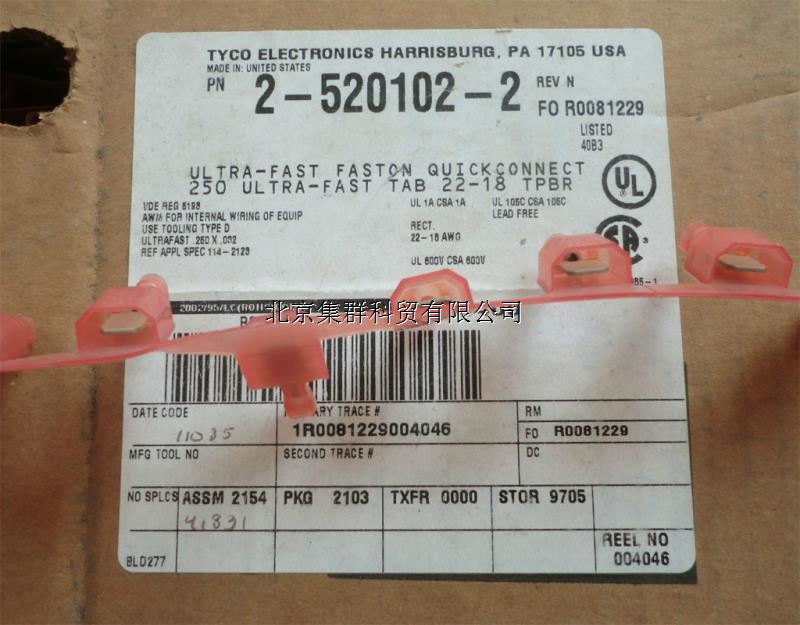 TYCO ELECTRONICS HARRISBURG, PA 17105 USA
MADE IN: UNITED STATES
PN 2-520102-2 REV N
FO R0081229
LISTED
40B3
ULTRA-FAST FASTON QUICKCONNECT
250 ULTRA-FAST TAB 22-18 TPBR
UL
VDE REG 5193
AWM FOR INTERNAL WIRING OF EQUIP
USE TOOLING TYPE D
ULTRAFAST .250 X .032
REF APPL SPEC 114-2123
UL 1A CSA 1A UL 105C CSA 105C
LEAD FREE
RECT.
22-18 AWG
UL 600V CSA 600V
2002/95/EC
北京集群科贸有限公司
DATE CODE 11035
TRACE #
1R0081229004046
RM
FO R0081229
MFG TOOL NO
SECOND TRACE #
DC
NO SPLCS ASSM 2154 PKG 2103 TXFR 0000 STOR 9705
41831
REEL NO
004046
BLD277